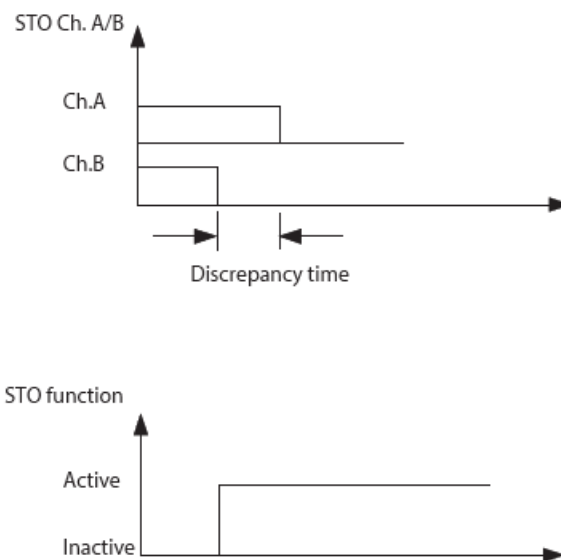 STO Ch. A/B
Ch.A
Ch.B
Discrepancy time
STO function
Active
Inactive